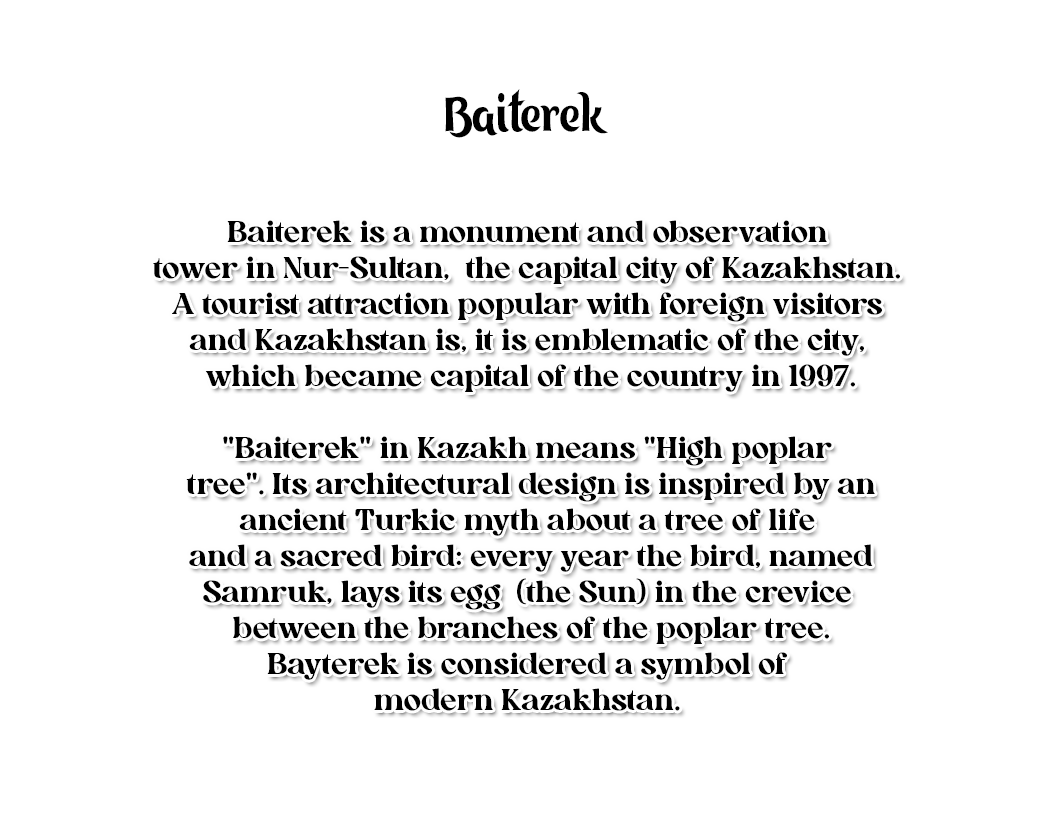 Baiterek
Baiterek is a monument and observation
tower in Nur-Sultan,  the capital city of Kazakhstan.
A tourist attraction popular with foreign visitors
and Kazakhstan is, it is emblematic of the city,
which became capital of the country in 1997.
"Baiterek" in Kazakh means "High poplar
tree". Its architectural design is inspired by an
ancient Turkic myth about a tree of life
and a sacred bird: every year the bird, named
Samruk, lays its egg  (the Sun) in the crevice
between the branches of the poplar tree.
Bayterek is considered a symbol of
modern Kazakhstan.